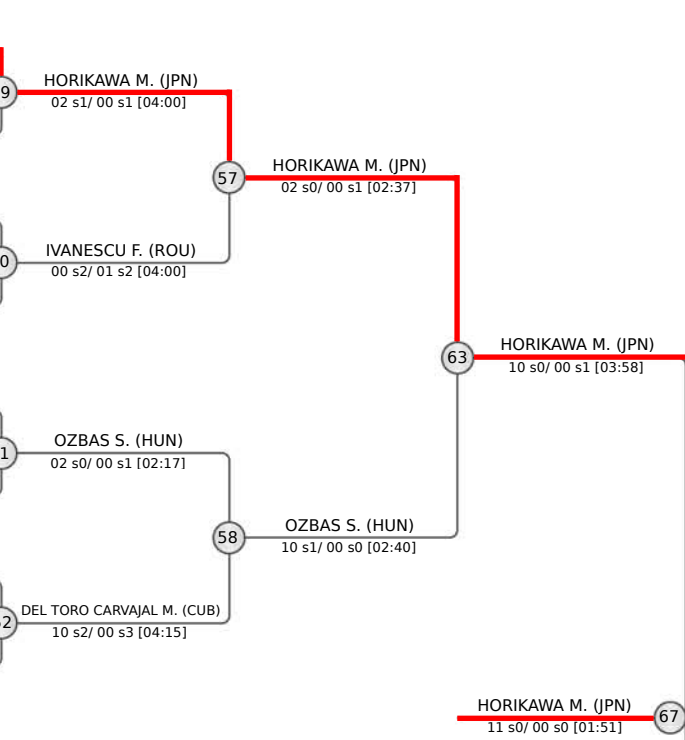 HORIKAWA M. (JPN)
9
02 s1/ 00 s1 [04:00]
HORIKAWA M. (JPN)
57
02 s0/ 00 s1 [02:37]
IVANESCU F. (ROU)
0
00 s2/ 01 s2 [04:00]
HORIKAWA M. (JPN)
63
10 s0/ 00 s1 [03:58]
OZBAS S. (HUN)
1
02 s0/ 00 s1 [02:17]
OZBAS S. (HUN)
58
10 s1/ 00 s0 [02:40]
DEL TORO CARVAJAL M. (CUB)
2
10 s2/ 00 s3 [04:15]
HORIKAWA M. (JPN)
67
11 s0/ 00 s0 [01:51]